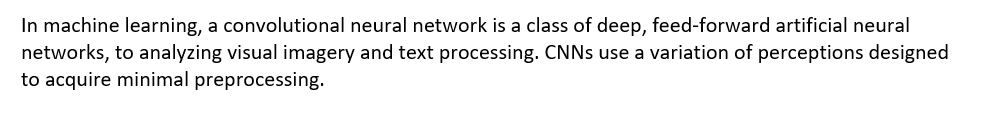 In machine learning, a convolutional neural network is a class of deep, feed-forward artificial neural
networks, to analyzing visual imagery and text processing. CNNs use a variation of perceptions designed
to acquire minimal preprocessing.